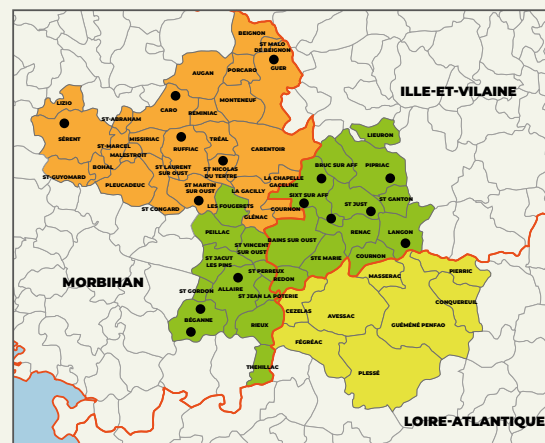 BEIGNON
ST MALO
DE BEIGNON
GUER
PORCARO
AUGAN
ILLE-ET-VILAINE
MONTENEUF
LIZIO
CARO
RÉMINIAC
ST-ABRAHAM
LIEURON
SÉRENT
MISSIRIAC
RUFFIAC
TRÉAL
CARENTOIR
ST-MARCEL
MALESTROIT
BRUC SUR AFF
PIPRIAC
BOHAL
ST LAURENT
SUR OUST
ST NICOLAS
DU TERTRE
ST-GUYOMARD
PLEUCADEUC
ST MARTIN
SUR OUST
LA GACILLY
LA CHAPELLE
GACELINE
SIXT SUR AFF
ST GANTON
ST CONGARD
LES FOUGERETS
COURNON
ST JUST
GLÉNAC
PEILLAC
RENAC
LANGON
BAINS SUR OUST
ST VINCENT
SUR OUST
STE MARIE
COURNON
ST JACUT
LES PINS
ST PERREUX
REDON
MASSERAC
PIERRIC
MORBIHAN
ST GORDON
ALLAIRE
ST JEAN LA POTERIE
CONQUEREUIL
CEZELAS
AVESSAC
BÉGANNE
RIEUX
GUÉMÉNÉ PENFAO
FÉGRÉAC
THEHILLAC
PLESSÉ
LOIRE-ATLANTIQUE